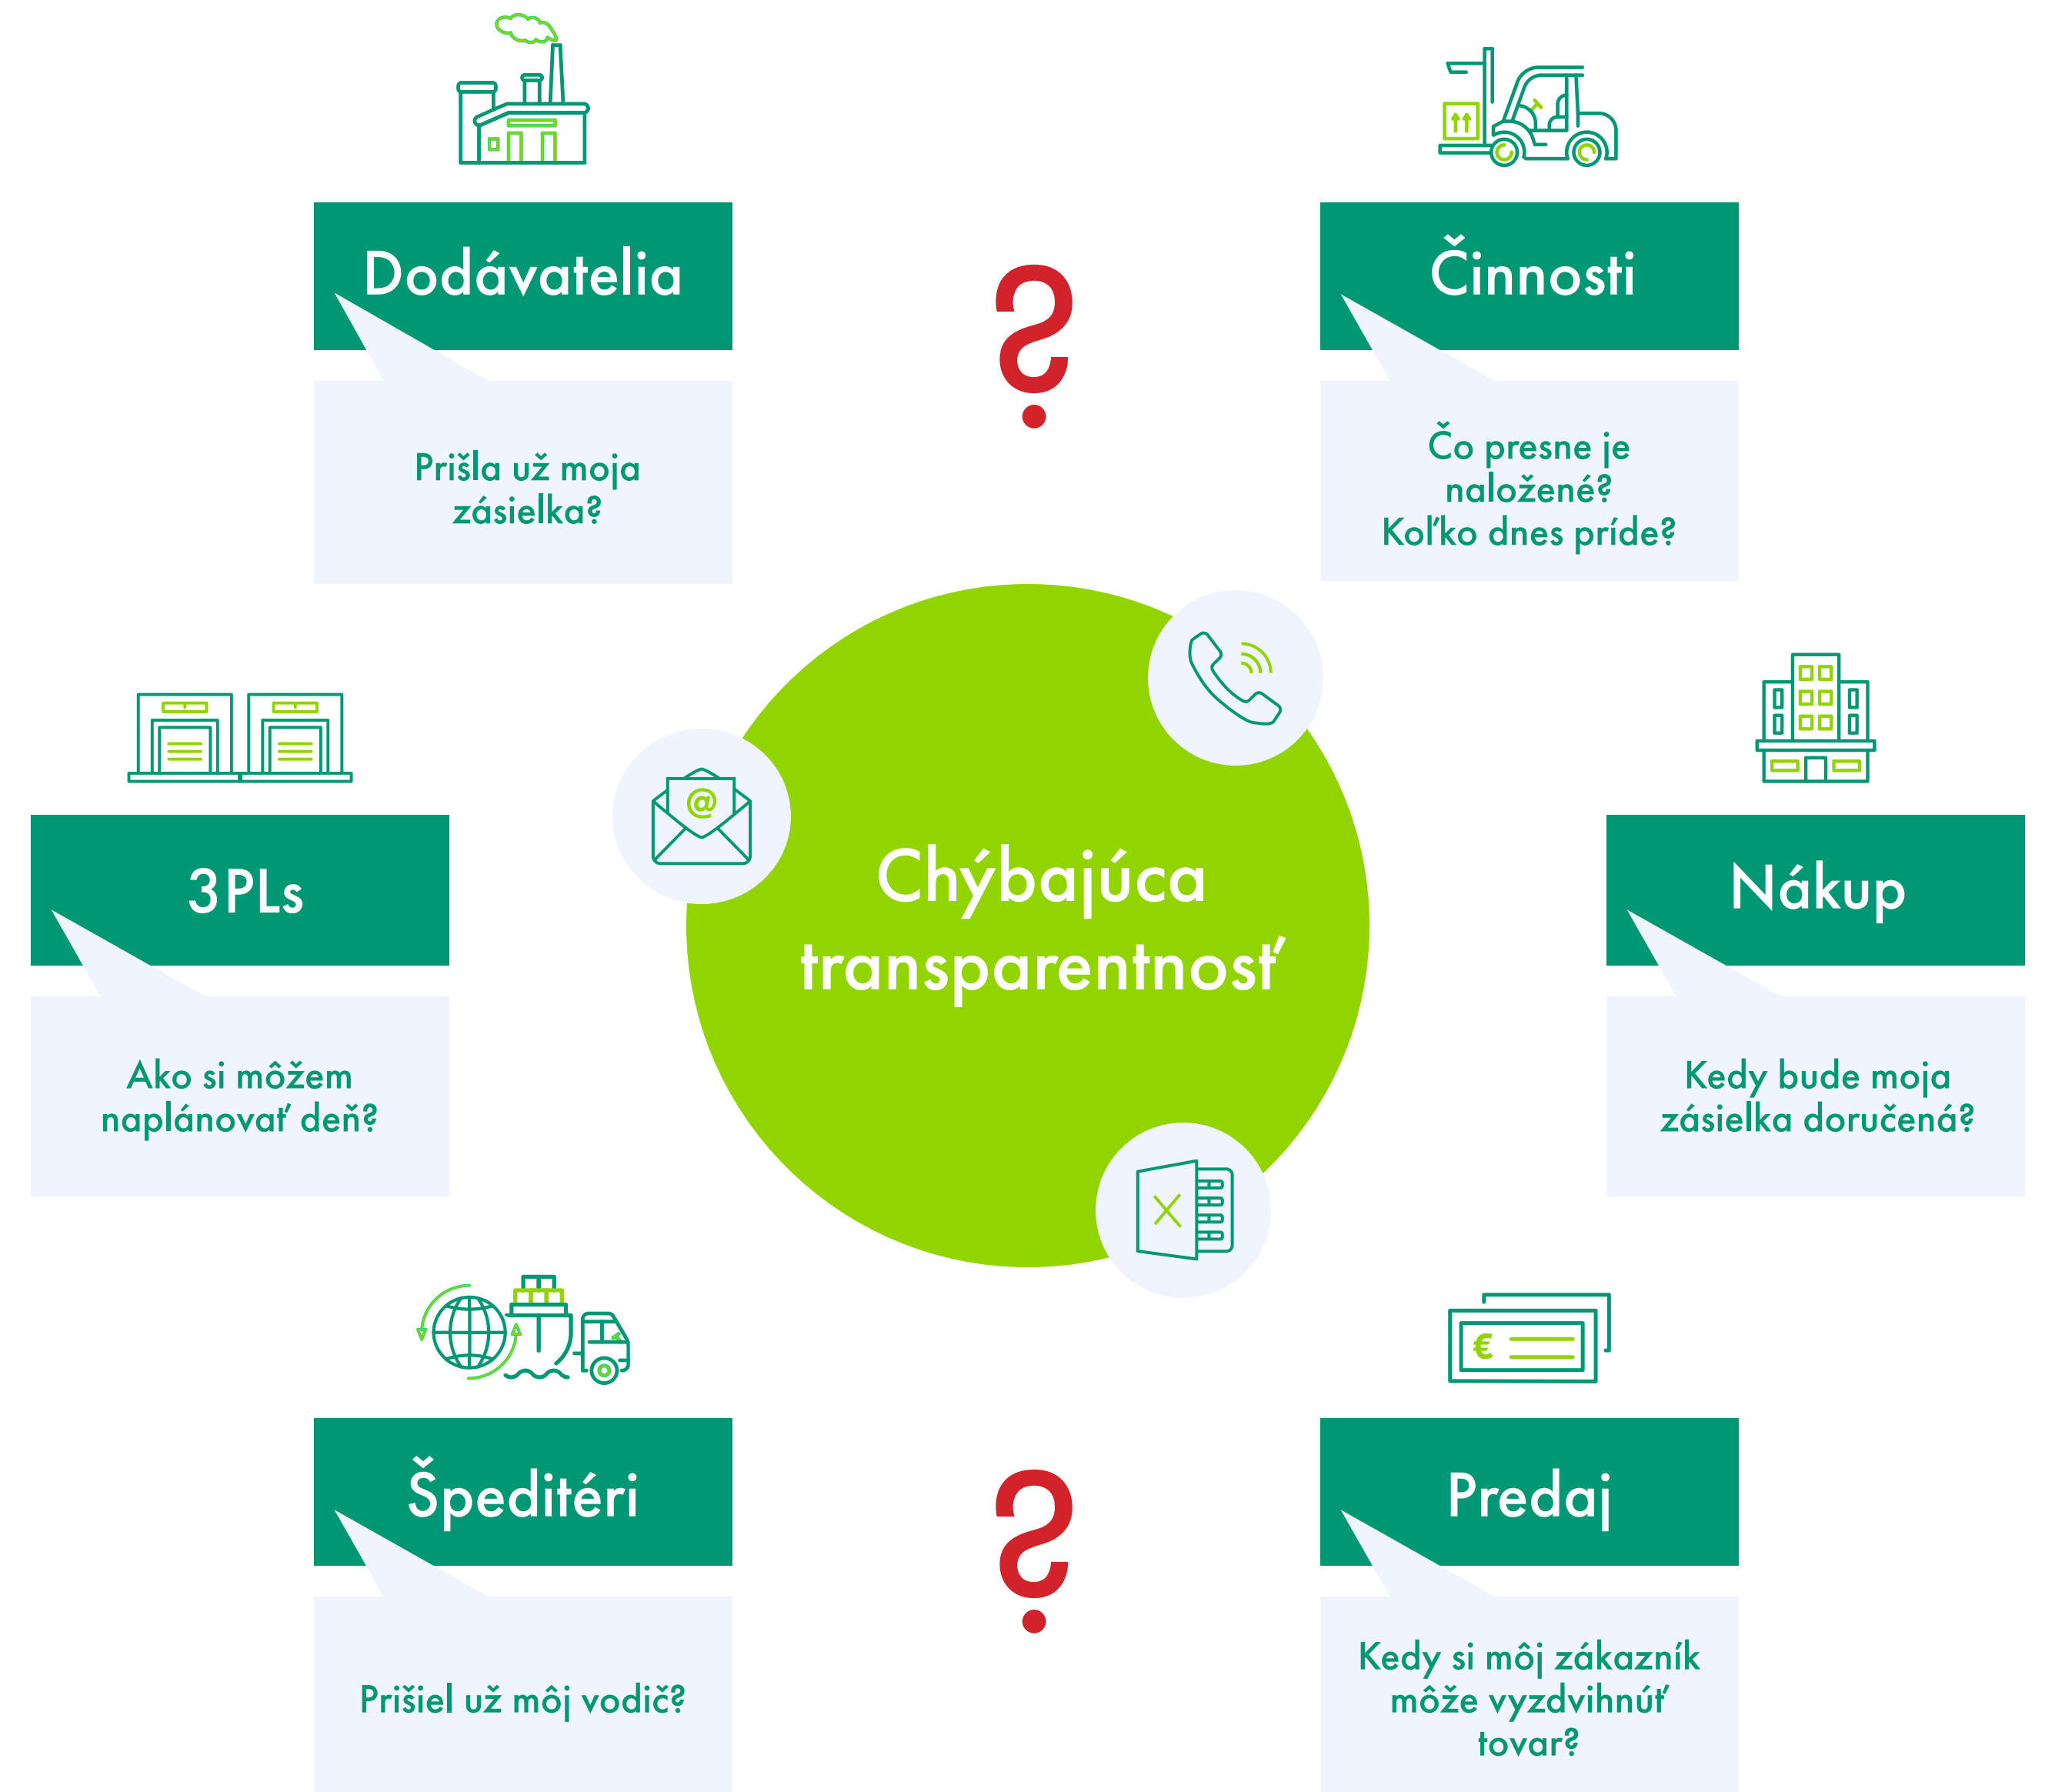 Dodávatelia
Prišla už moja
zásielka?
Činnosti
Čo presne je
naložené?
Koľko dnes príde?
3PLs
Ako si môžem
naplánovať deň?
@
Chýbajúca
transparentnosť
X
Nákup
Kedy bude moja
zásielka doručená?
Špeditéri
Prišiel už môj vodič?
€
Predaj
Kedy si môj zákazník
môže vyzdvihnúť
tovar?